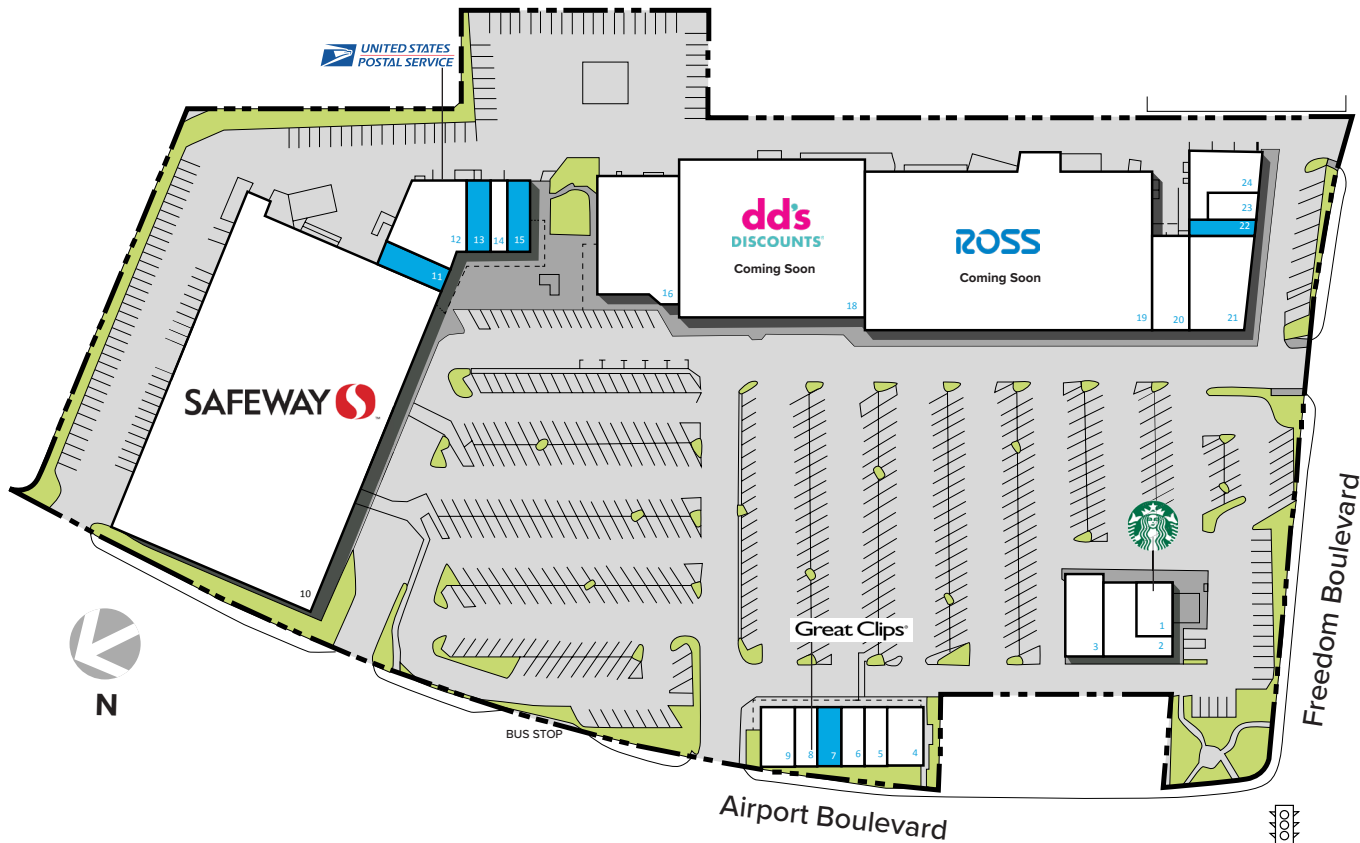 UNITED STATES
POSTAL SERVICE
24
23
22
12
13
14
15
11
16
dd's
DISCOUNTS
Coming Soon
18
ROSS
Coming Soon
19
20
21
SAFEWAY
10
N
BUS STOP
Great Clips
1
2
3
9
8
7
6
5
4
Freedom Boulevard
Airport Boulevard